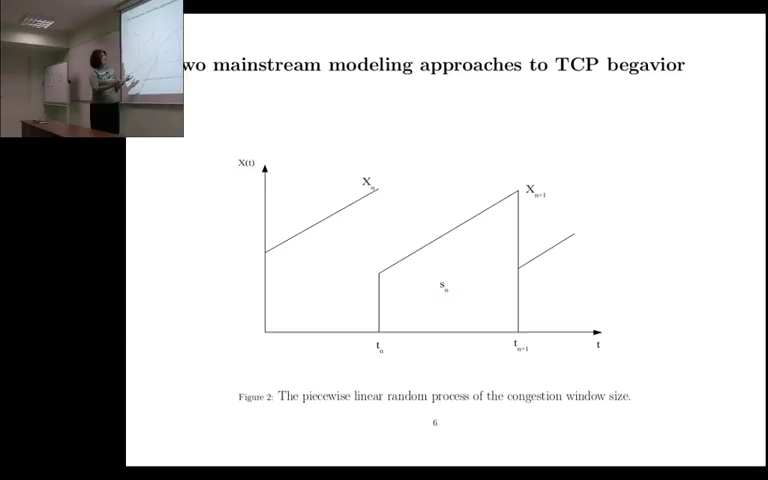 wo mainstream modeling approaches to TCP begavior
X(t)
X n
X n+1
s n
t n
t n+1
t
Figure 2: The piecewise linear random process of the congestion window size.
6